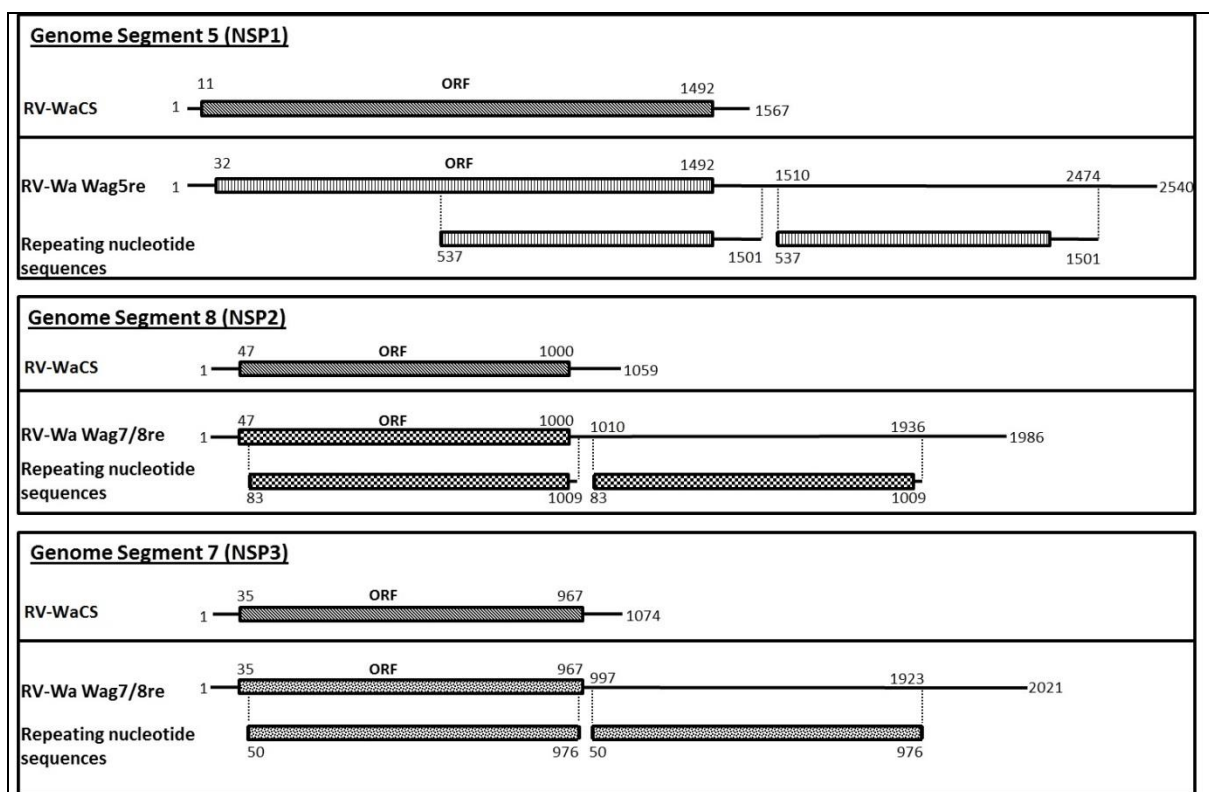 Genome Segment 5 (NSP1)
11 ORF 1492
RV-WaCS 1 1567
32 ORF 1492 1510 2474
RV-Wa Wag5re 1 2540
Repeating nucleotide
sequences
537 1501 537 1501
Genome Segment 8 (NSP2)
47 ORF 1000
RV-WaCS 1 1059
47 ORF 1000 1010 1936
RV-Wa Wag7/8re 1 1986
Repeating nucleotide
sequences
83 1009 83 1009
Genome Segment 7 (NSP3)
35 ORF 967
RV-WaCS 1 1074
35 ORF 967 997 1923
RV-Wa Wag7/8re 1 2021
Repeating nucleotide
sequences
50 976 50 976